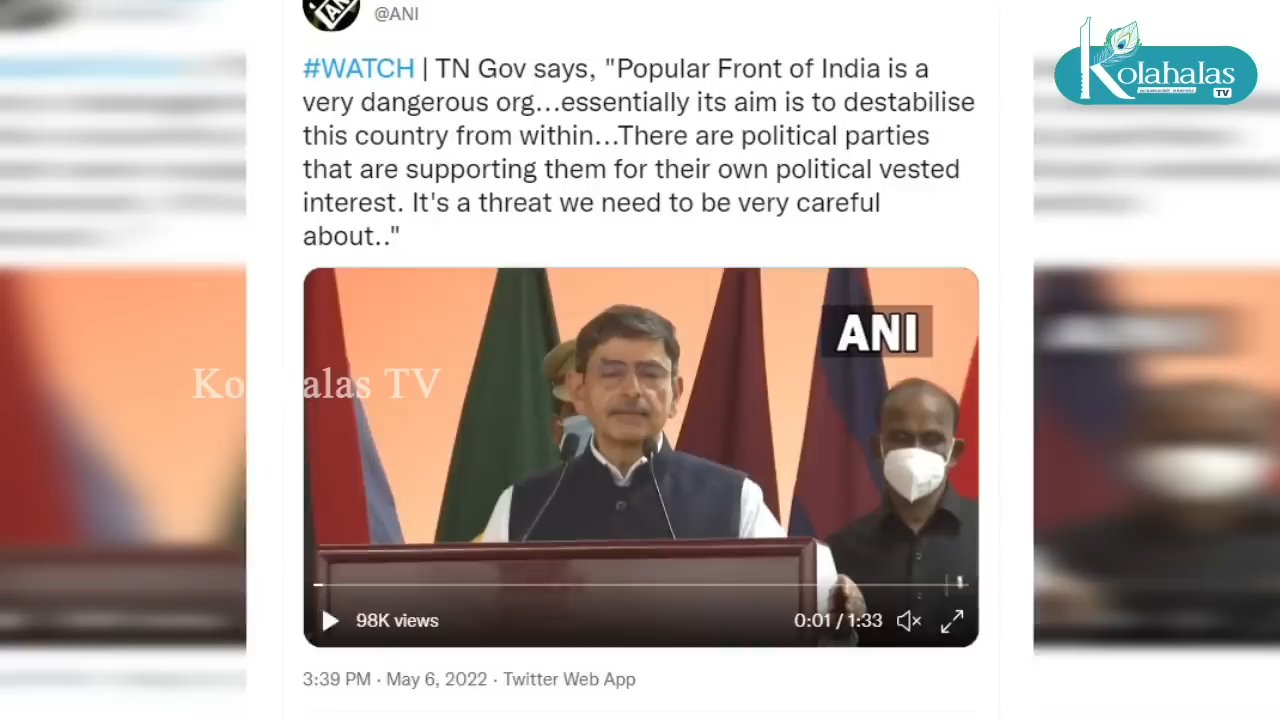 @ANI
#WATCH | TN Gov says, "Popular Front of India is a
very dangerous org...essentially its aim is to destabilise
this country from within...There are political parties
that are supporting them for their own political vested
interest. It's a threat we need to be very careful
about.."
Kolahalas
TV
ANI
alas TV
98K views
0:01 / 1:33
3:39 PM · May 6, 2022 · Twitter Web App